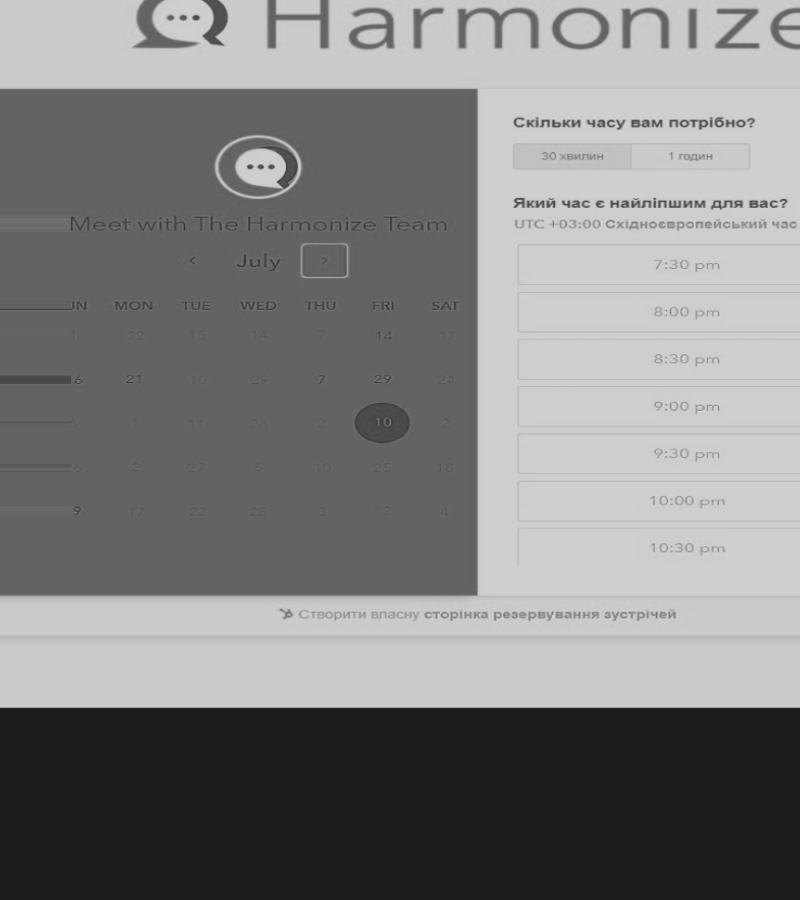 Harmonize
Скільки часу вам потрібно?
30 хвилин 1 годин
Який час є найліпшим для вас?
UTC +03:00 Східноєвропейський час
Meet with The Harmonize Team
< July >
UN MON TUE WED THU FRI SAT
1 22 15 14 7 14 17
6 21 10 29 7 29 24
1 11 28 2 10 2
6 2 27 5 10 25 18
9 17 22 25 3 12 4
7:30 pm
8:00 pm
8:30 pm
9:00 pm
9:30 pm
10:00 pm
10:30 pm
Створити власну сторінка резервування зустрічей